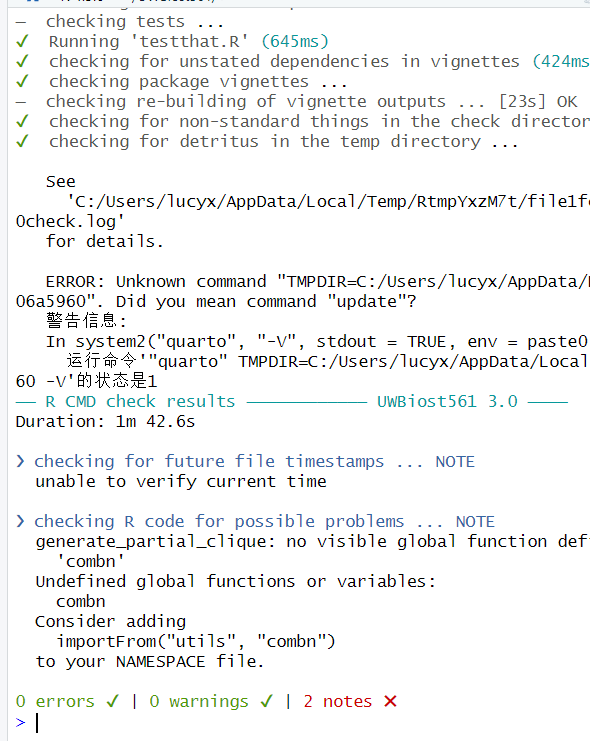 — checking tests ...
✓ Running 'testthat.R' (645ms)
✓ checking for unstated dependencies in vignettes (424ms
✓ checking package vignettes ...
— checking re-building of vignette outputs ... [23s] OK
✓ checking for non-standard things in the check director
✓ checking for detritus in the temp directory ...
See
'C:/Users/lucyx/AppData/Local/Temp/RtmpYxzM7t/file1f
0check.log'
for details.
ERROR: Unknown command "TMPDIR=C:/Users/lucyx/AppData/
06a5960". Did you mean command "update"?
警告信息:
In system2("quarto", "-V", stdout = TRUE, env = paste0
运行命令'"quarto" TMPDIR=C:/Users/lucyx/AppData/Local
60 -V'的状态是1
—— R CMD check results ———————————— UWBiost561 3.0 ————
Duration: 1m 42.6s
❯ checking for future file timestamps ... NOTE
unable to verify current time
❯ checking R code for possible problems ... NOTE
generate_partial_clique: no visible global function def
'combn'
Undefined global functions or variables:
combn
Consider adding
importFrom("utils", "combn")
to your NAMESPACE file.
0 errors ✓ | 0 warnings ✓ | 2 notes ✖
>